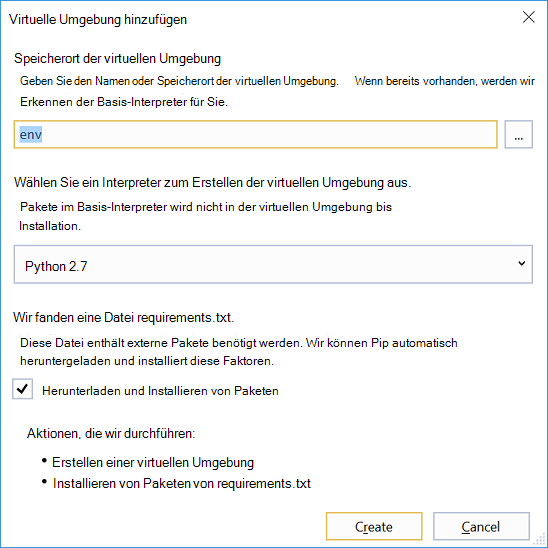 Virtuelle Umgebung hinzufügen
Speicherort der virtuellen Umgebung
Geben Sie den Namen oder Speicherort der virtuellen Umgebung. Wenn bereits vorhanden, werden wir
Erkennen der Basis-Interpreter für Sie.
env
...
Wählen Sie ein Interpreter zum Erstellen der virtuellen Umgebung aus.
Pakete im Basis-Interpreter wird nicht in der virtuellen Umgebung bis
Installation.
Python 2.7
Wir fanden eine Datei requirements.txt.
Diese Datei enthält externe Pakete benötigt werden. Wir können Pip automatisch
heruntergeladen und installiert diese Faktoren.
Herunterladen und Installieren von Paketen
Aktionen, die wir durchführen:
• Erstellen einer virtuellen Umgebung
• Installieren von Paketen von requirements.txt
Create Cancel